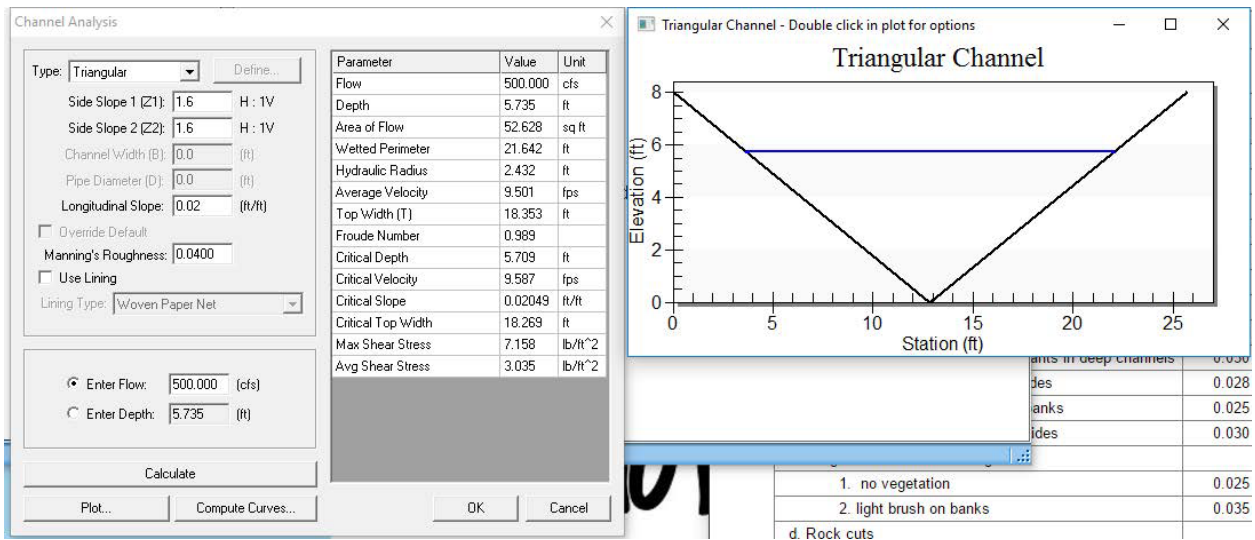 Channel Analysis
Type: Triangular Define...
Side Slope 1 (Z1): 1.6 H : 1V
Side Slope 2 (Z2): 1.6 H : 1V
Channel Width (B): 0.0 (ft)
Pipe Diameter (D): 0.0 (ft)
Longitudinal Slope: 0.02 (ft/ft)
Override Default
Manning's Roughness: 0.0400
Use Lining
Lining Type: Woven Paper Net
Enter Flow: 500.000 (cfs)
Enter Depth: 5.735 (ft)
Calculate
Plot... Compute Curves...
Parameter Value Unit
Flow 500.000 cfs
Depth 5.735 ft
Area of Flow 52.628 sq ft
Wetted Perimeter 21.642 ft
Hydraulic Radius 2.432 ft
Average Velocity 9.501 fps
Top Width (T) 18.353 ft
Froude Number 0.989
Critical Depth 5.709 ft
Critical Velocity 9.587 fps
Critical Slope 0.02049 ft/ft
Critical Top Width 18.269 ft
Max Shear Stress 7.158 lb/ft^2
Avg Shear Stress 3.035 lb/ft^2
OK Cancel
Triangular Channel - Double click in plot for options
Triangular Channel
Elevation (ft)
8
6
4
2
0
0 5 10 15 20 25
Station (ft)
in deep channels 0.030
0.028
0.025
0.030
1. no vegetation 0.025
2. light brush on banks 0.035
d. Rock cuts